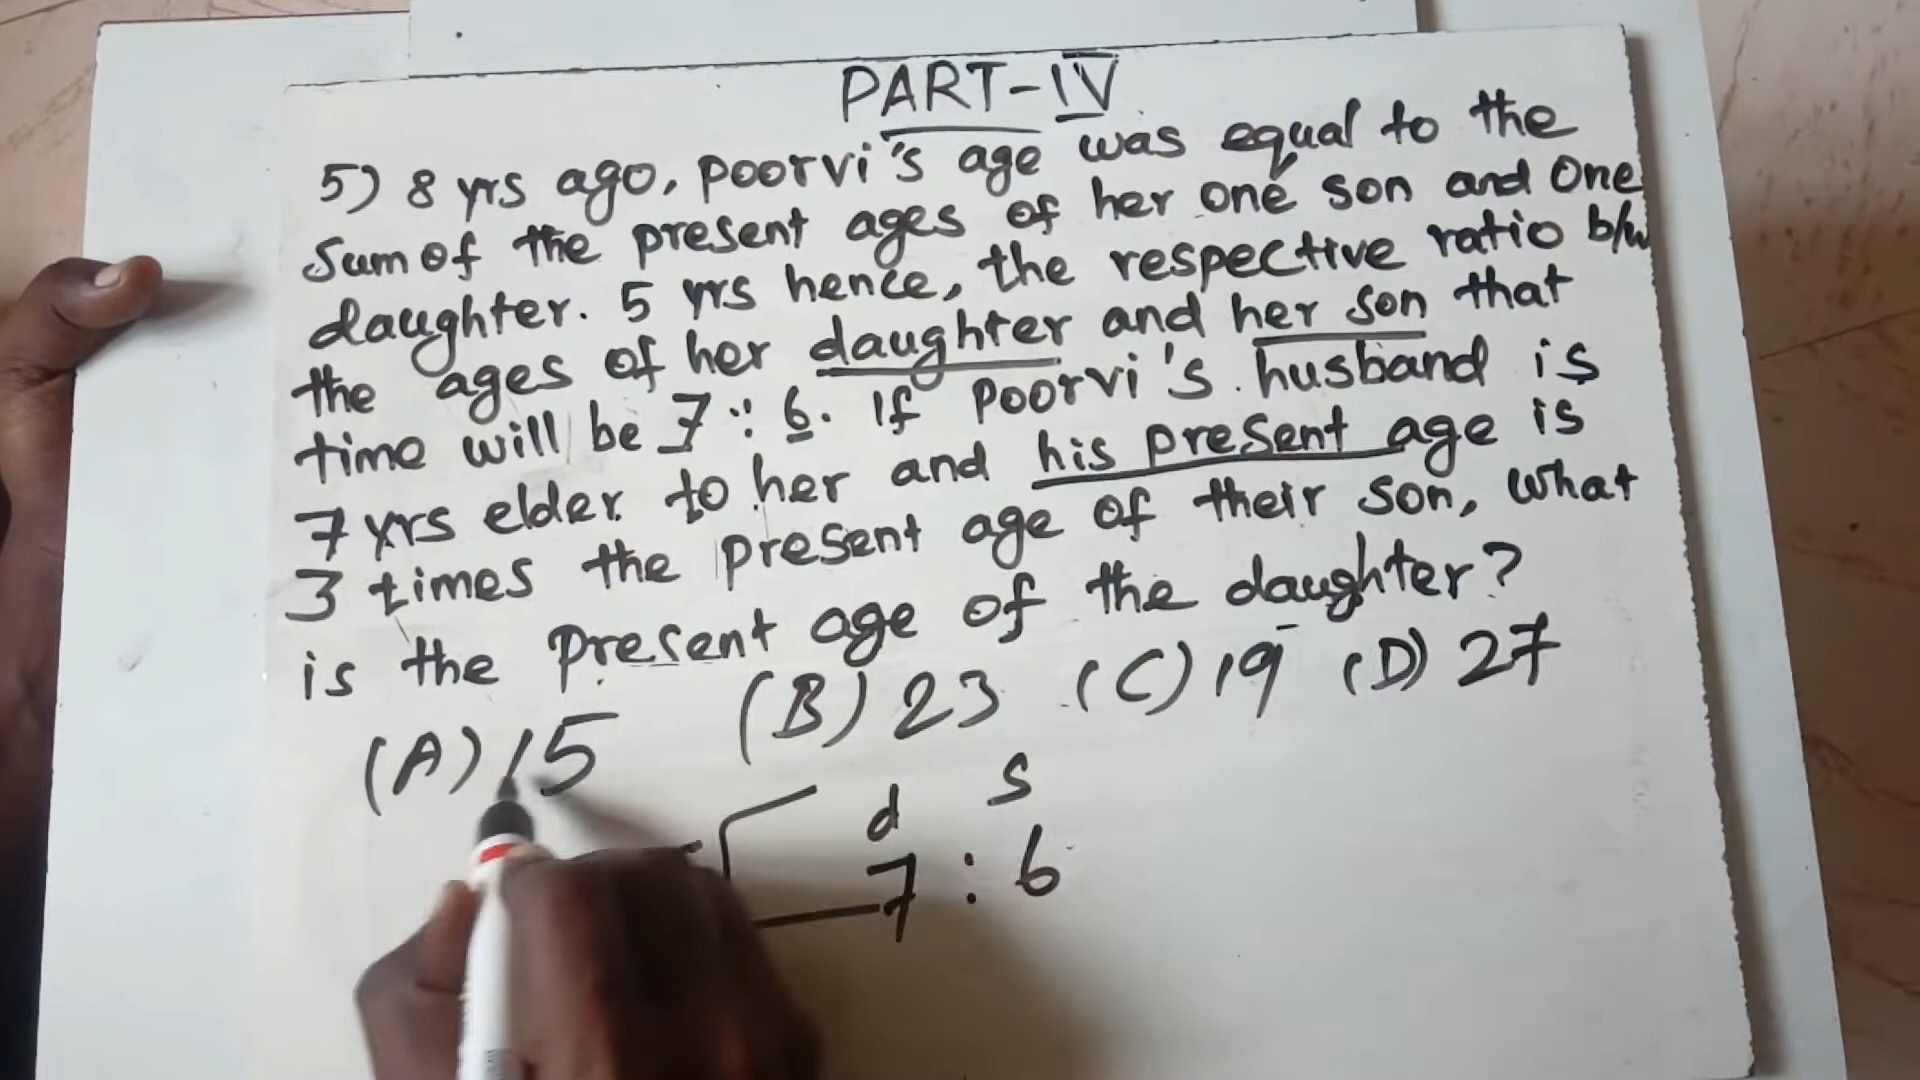 PART-IV
5) 8 yrs ago, poorvi's age was equal to the
Sum of the present ages of her one son and One
daughter. 5 yrs hence, the respective ratio b/w
the ages of her daughter and her son that
time will be 7 : 6. If poorvi's husband is
7 yrs elder to her and his present age is
3 times the present age of their son, what
is the present age of the daughter?
(A) 15 (B) 23 (C) 19 (D) 27
d s
7 : 6